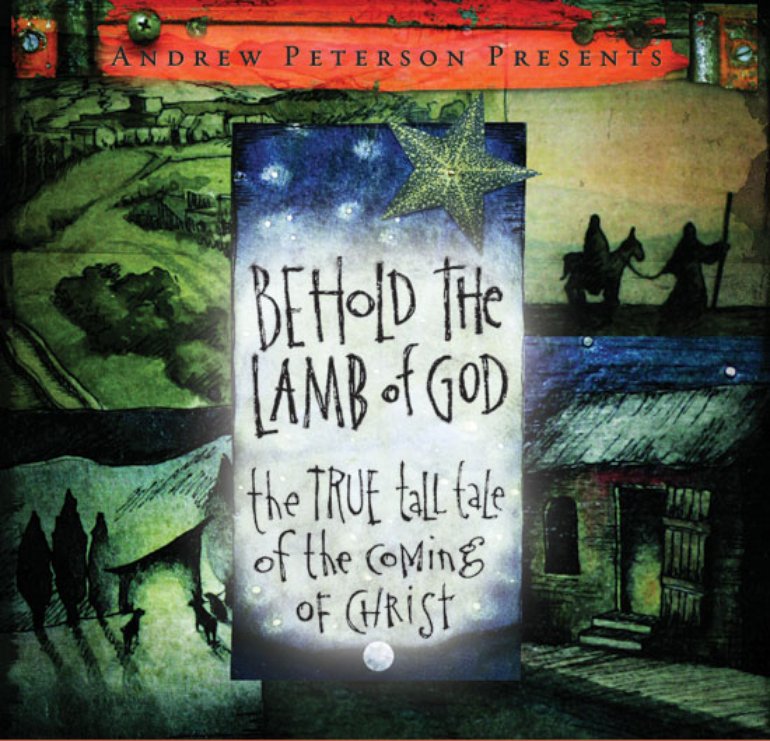 ANDREW PETERSON PRESENTS
BEHOLD THE
LAMB of GOD
the TRUE tall tale
of the coming
of CHRIST